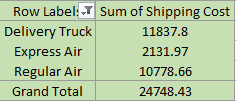 Row Labels Sum of Shipping Cost
Delivery Truck 11837.8
Express Air 2131.97
Regular Air 10778.66
Grand Total 24748.43